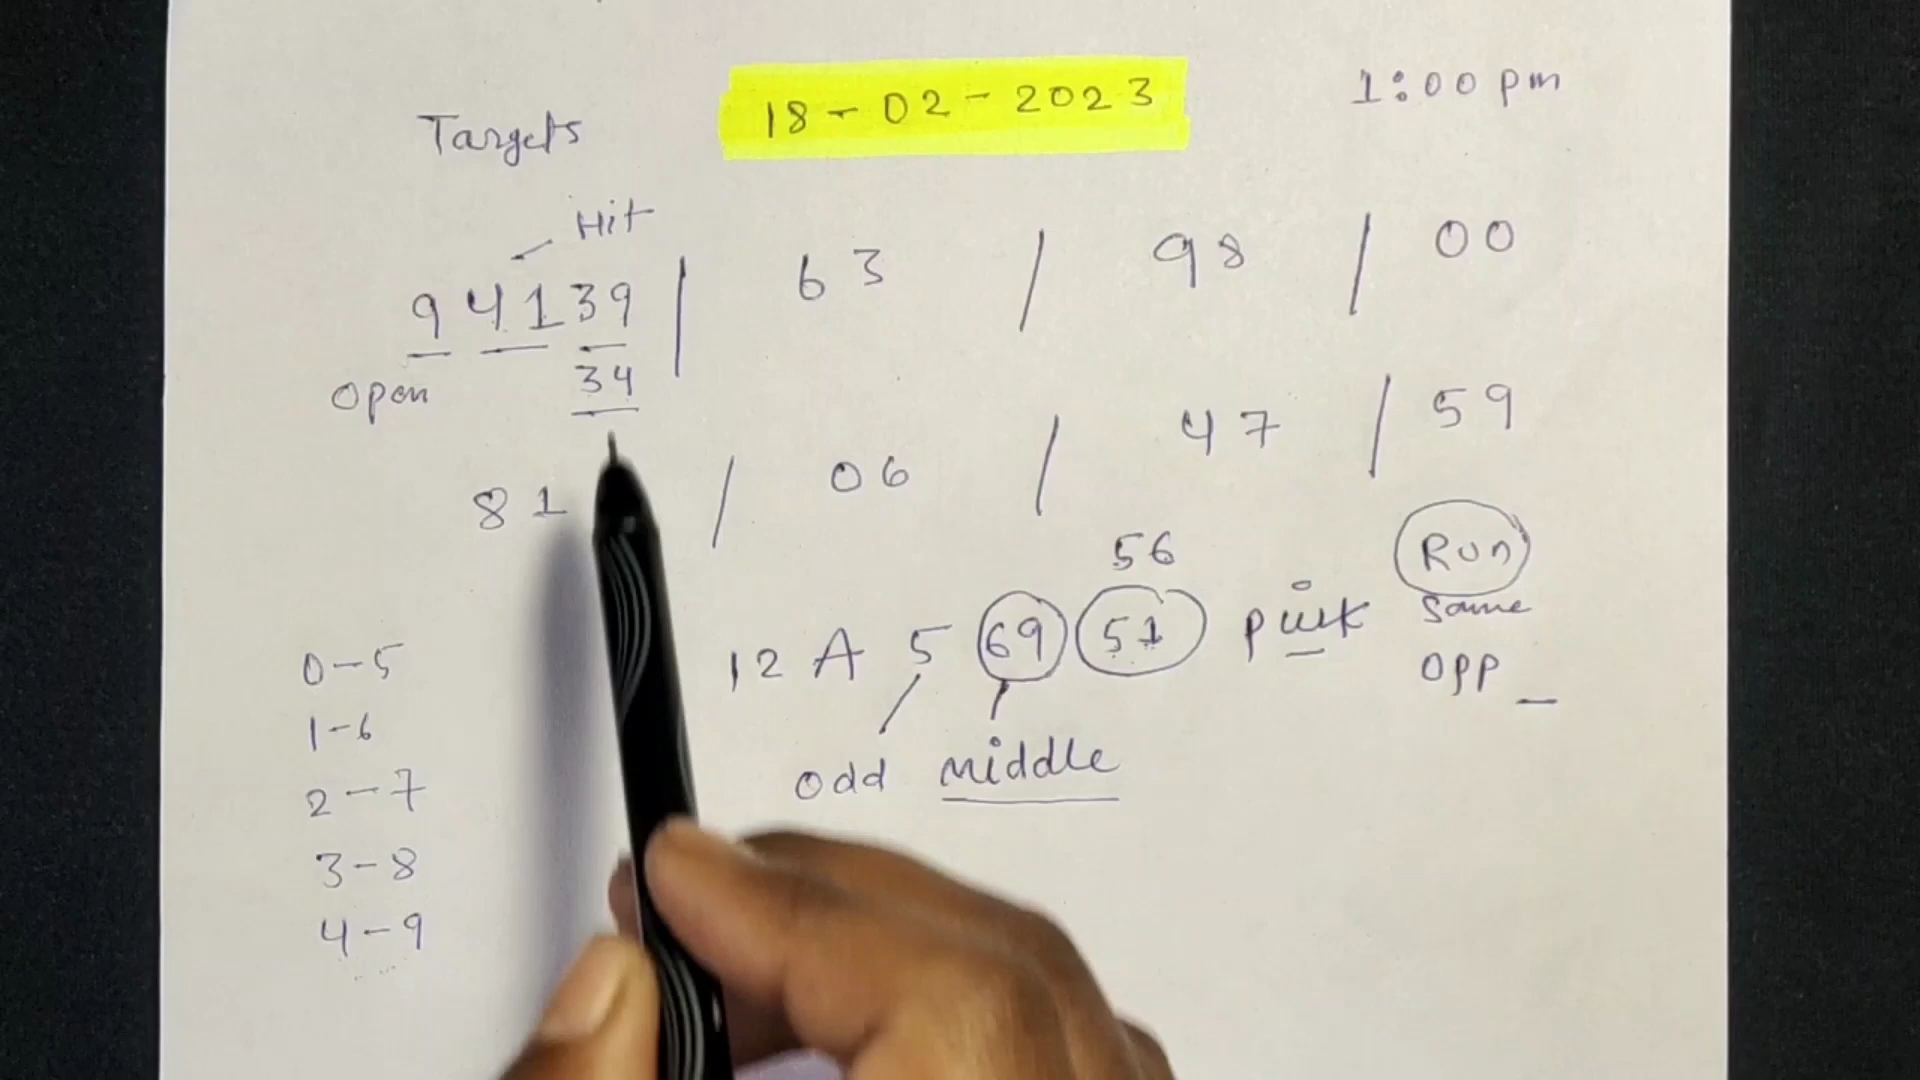 18-02-2023
1:00 pm
Targets
Hit
94139 / 63 / 98 / 00
34
Open
81 / 06 / 47 / 59
56
Run
12 A 5 69 51
Same
Opp
Odd middle
0-5
1-6
2-7
3-8
4-9